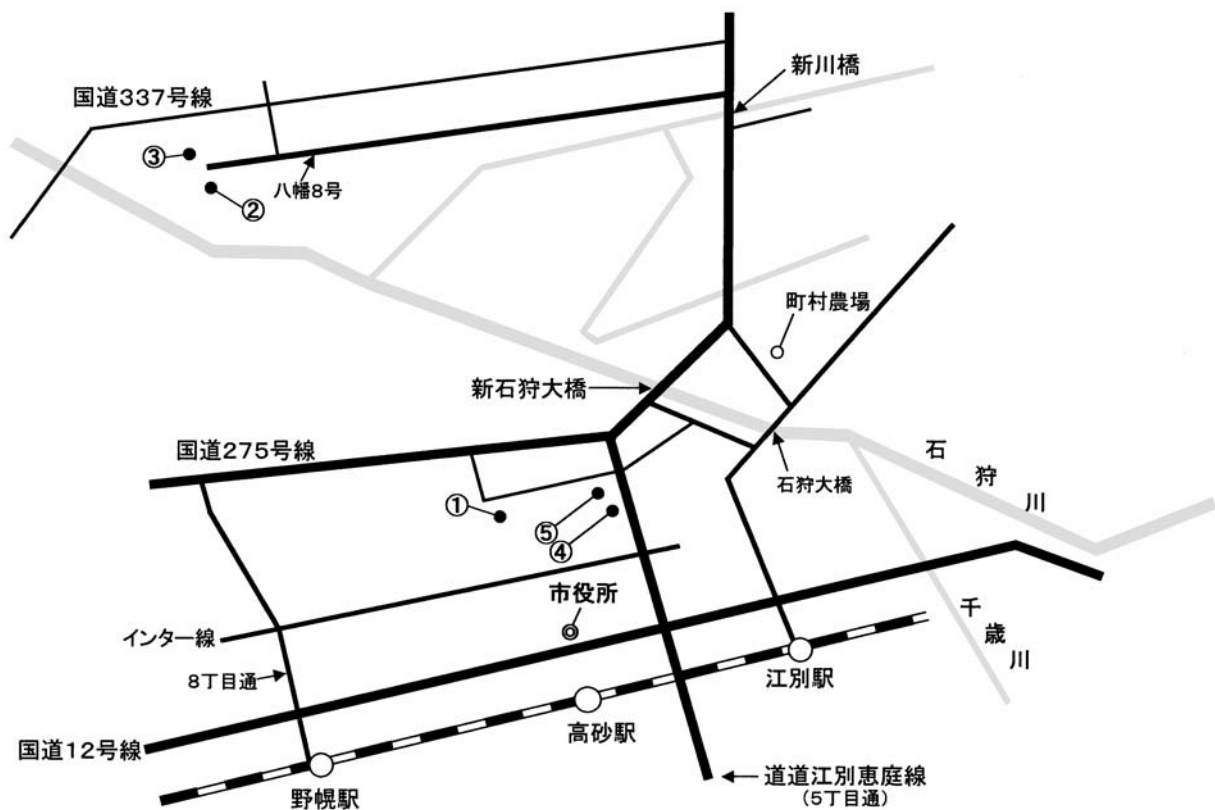 新川橋
国道337号線
③
八幡8号
②
町村農場
新石狩大橋
国道275号線
石狩大橋
石狩川
①
⑤
④
市役所
インター線
千歳川
8丁目通
江別駅
高砂駅
国道12号線
野幌駅
道道江別恵庭線
(5丁目通)